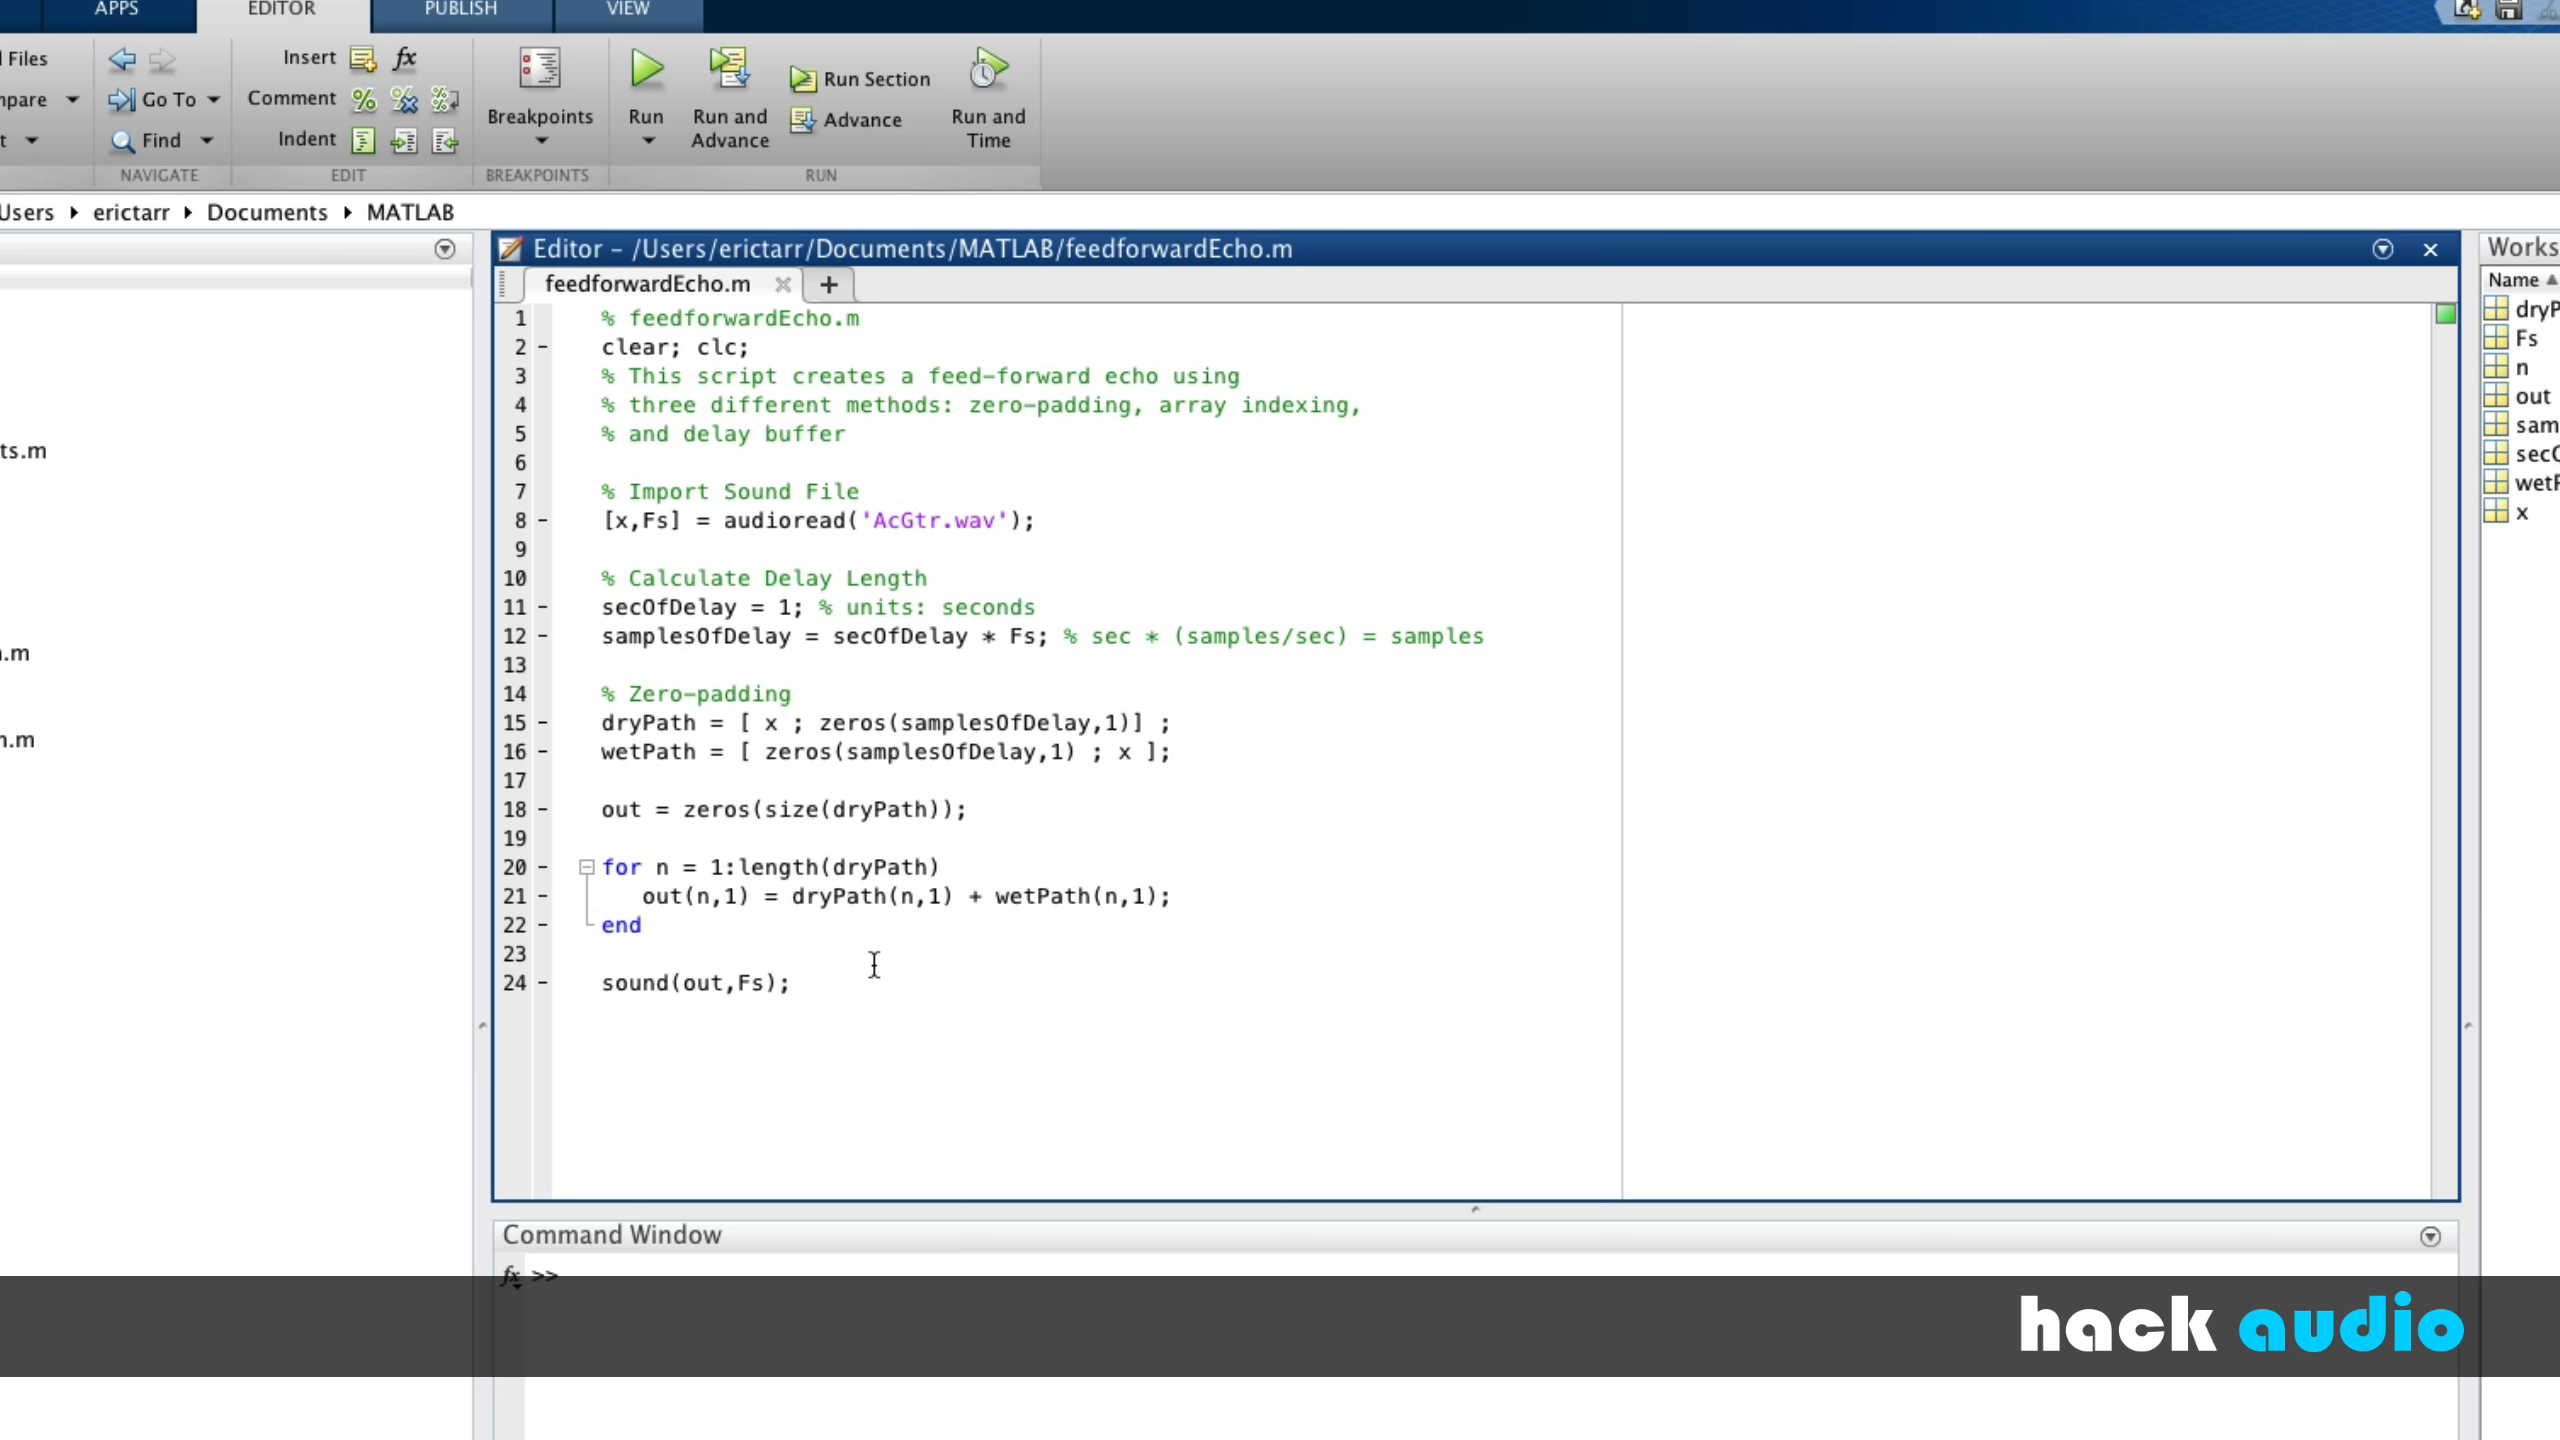 APPS EDITOR PUBLISH VIEW
Files Insert fx
Go To Comment Run Section
Breakpoints Run Run and Advance Advance Run and Time
Find Indent
NAVIGATE EDIT BREAKPOINTS RUN
Users ▸ erictarr ▸ Documents ▸ MATLAB
Editor – /Users/erictarr/Documents/MATLAB/feedforwardEcho.m
feedforwardEcho.m × +
1 % feedforwardEcho.m
2 – clear; clc;
3 % This script creates a feed-forward echo using
4 % three different methods: zero-padding, array indexing,
5 % and delay buffer
6
7 % Import Sound File
8 – [x,Fs] = audioread('AcGtr.wav');
9
10 % Calculate Delay Length
11 – secOfDelay = 1; % units: seconds
12 – samplesOfDelay = secOfDelay * Fs; % sec * (samples/sec) = samples
13
14 % Zero-padding
15 – dryPath = [ x ; zeros(samplesOfDelay,1)] ;
16 – wetPath = [ zeros(samplesOfDelay,1) ; x ];
17
18 – out = zeros(size(dryPath));
19
20 – for n = 1:length(dryPath)
21 – out(n,1) = dryPath(n,1) + wetPath(n,1);
22 – end
23
24 – sound(out,Fs);
ts.m
.m
.m
Works
Name
dryP
Fs
n
out
sam
secO
wetP
x
Command Window
fx >>
hack audio